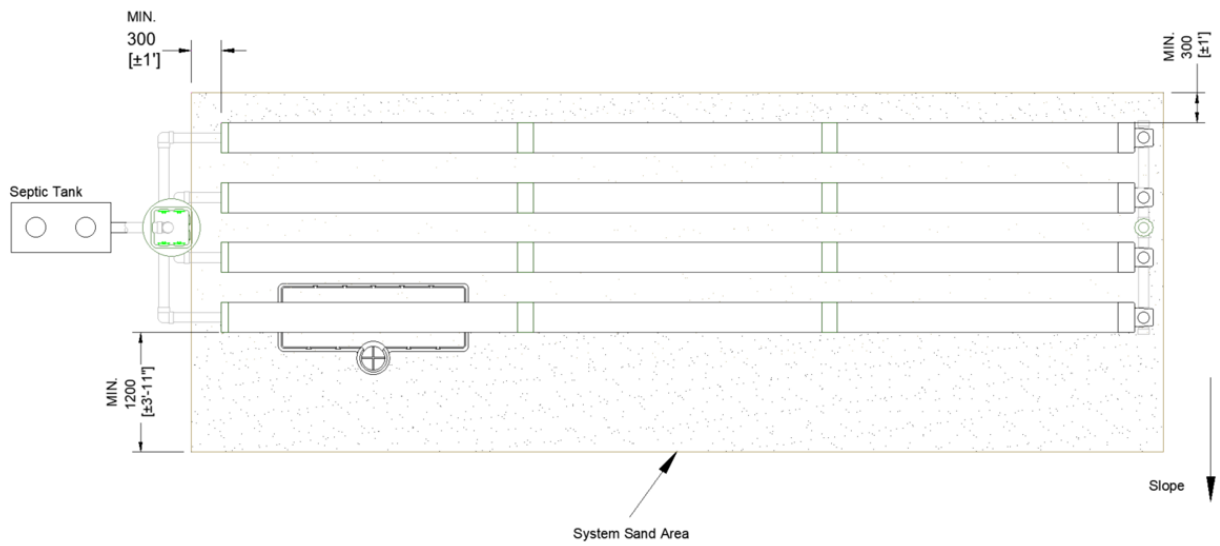 MIN.
300
[±1']
MIN.
300
[±1']
Septic Tank
MIN.
1200
[±3'-11"]
Slope
System Sand Area